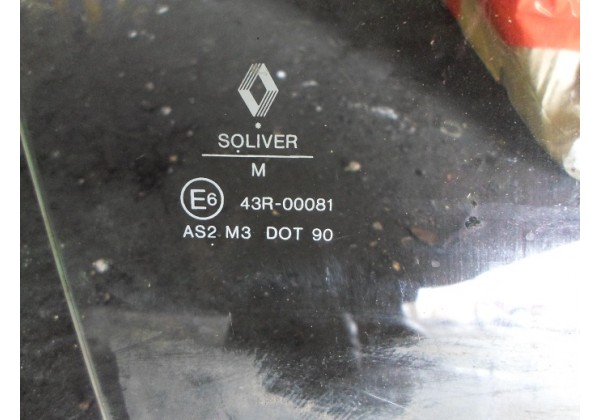 SOLIVER
M
E6 43R-00081
AS2 M3 DOT 90